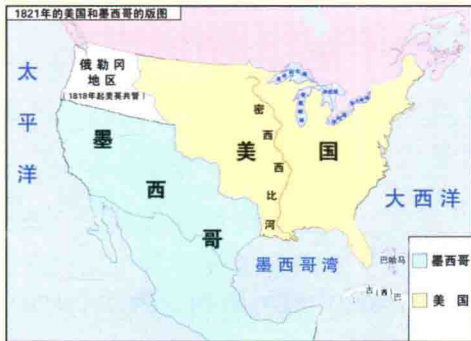 1821年的美国和墨西哥的版图
俄勒冈
地区
(1818年起美英共管)
太平洋
墨西哥
美国
密西西比河
大西洋
墨西哥湾
巴哈马
古(西)巴
墨西哥
美国